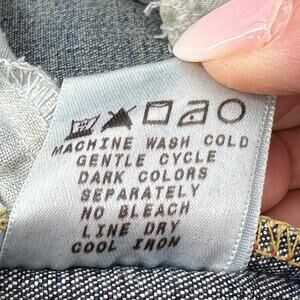 MACHINE WASH COLD
GENTLE CYCLE
DARK COLORS
SEPARATELY
NO BLEACH
LINE DRY
COOL IRON